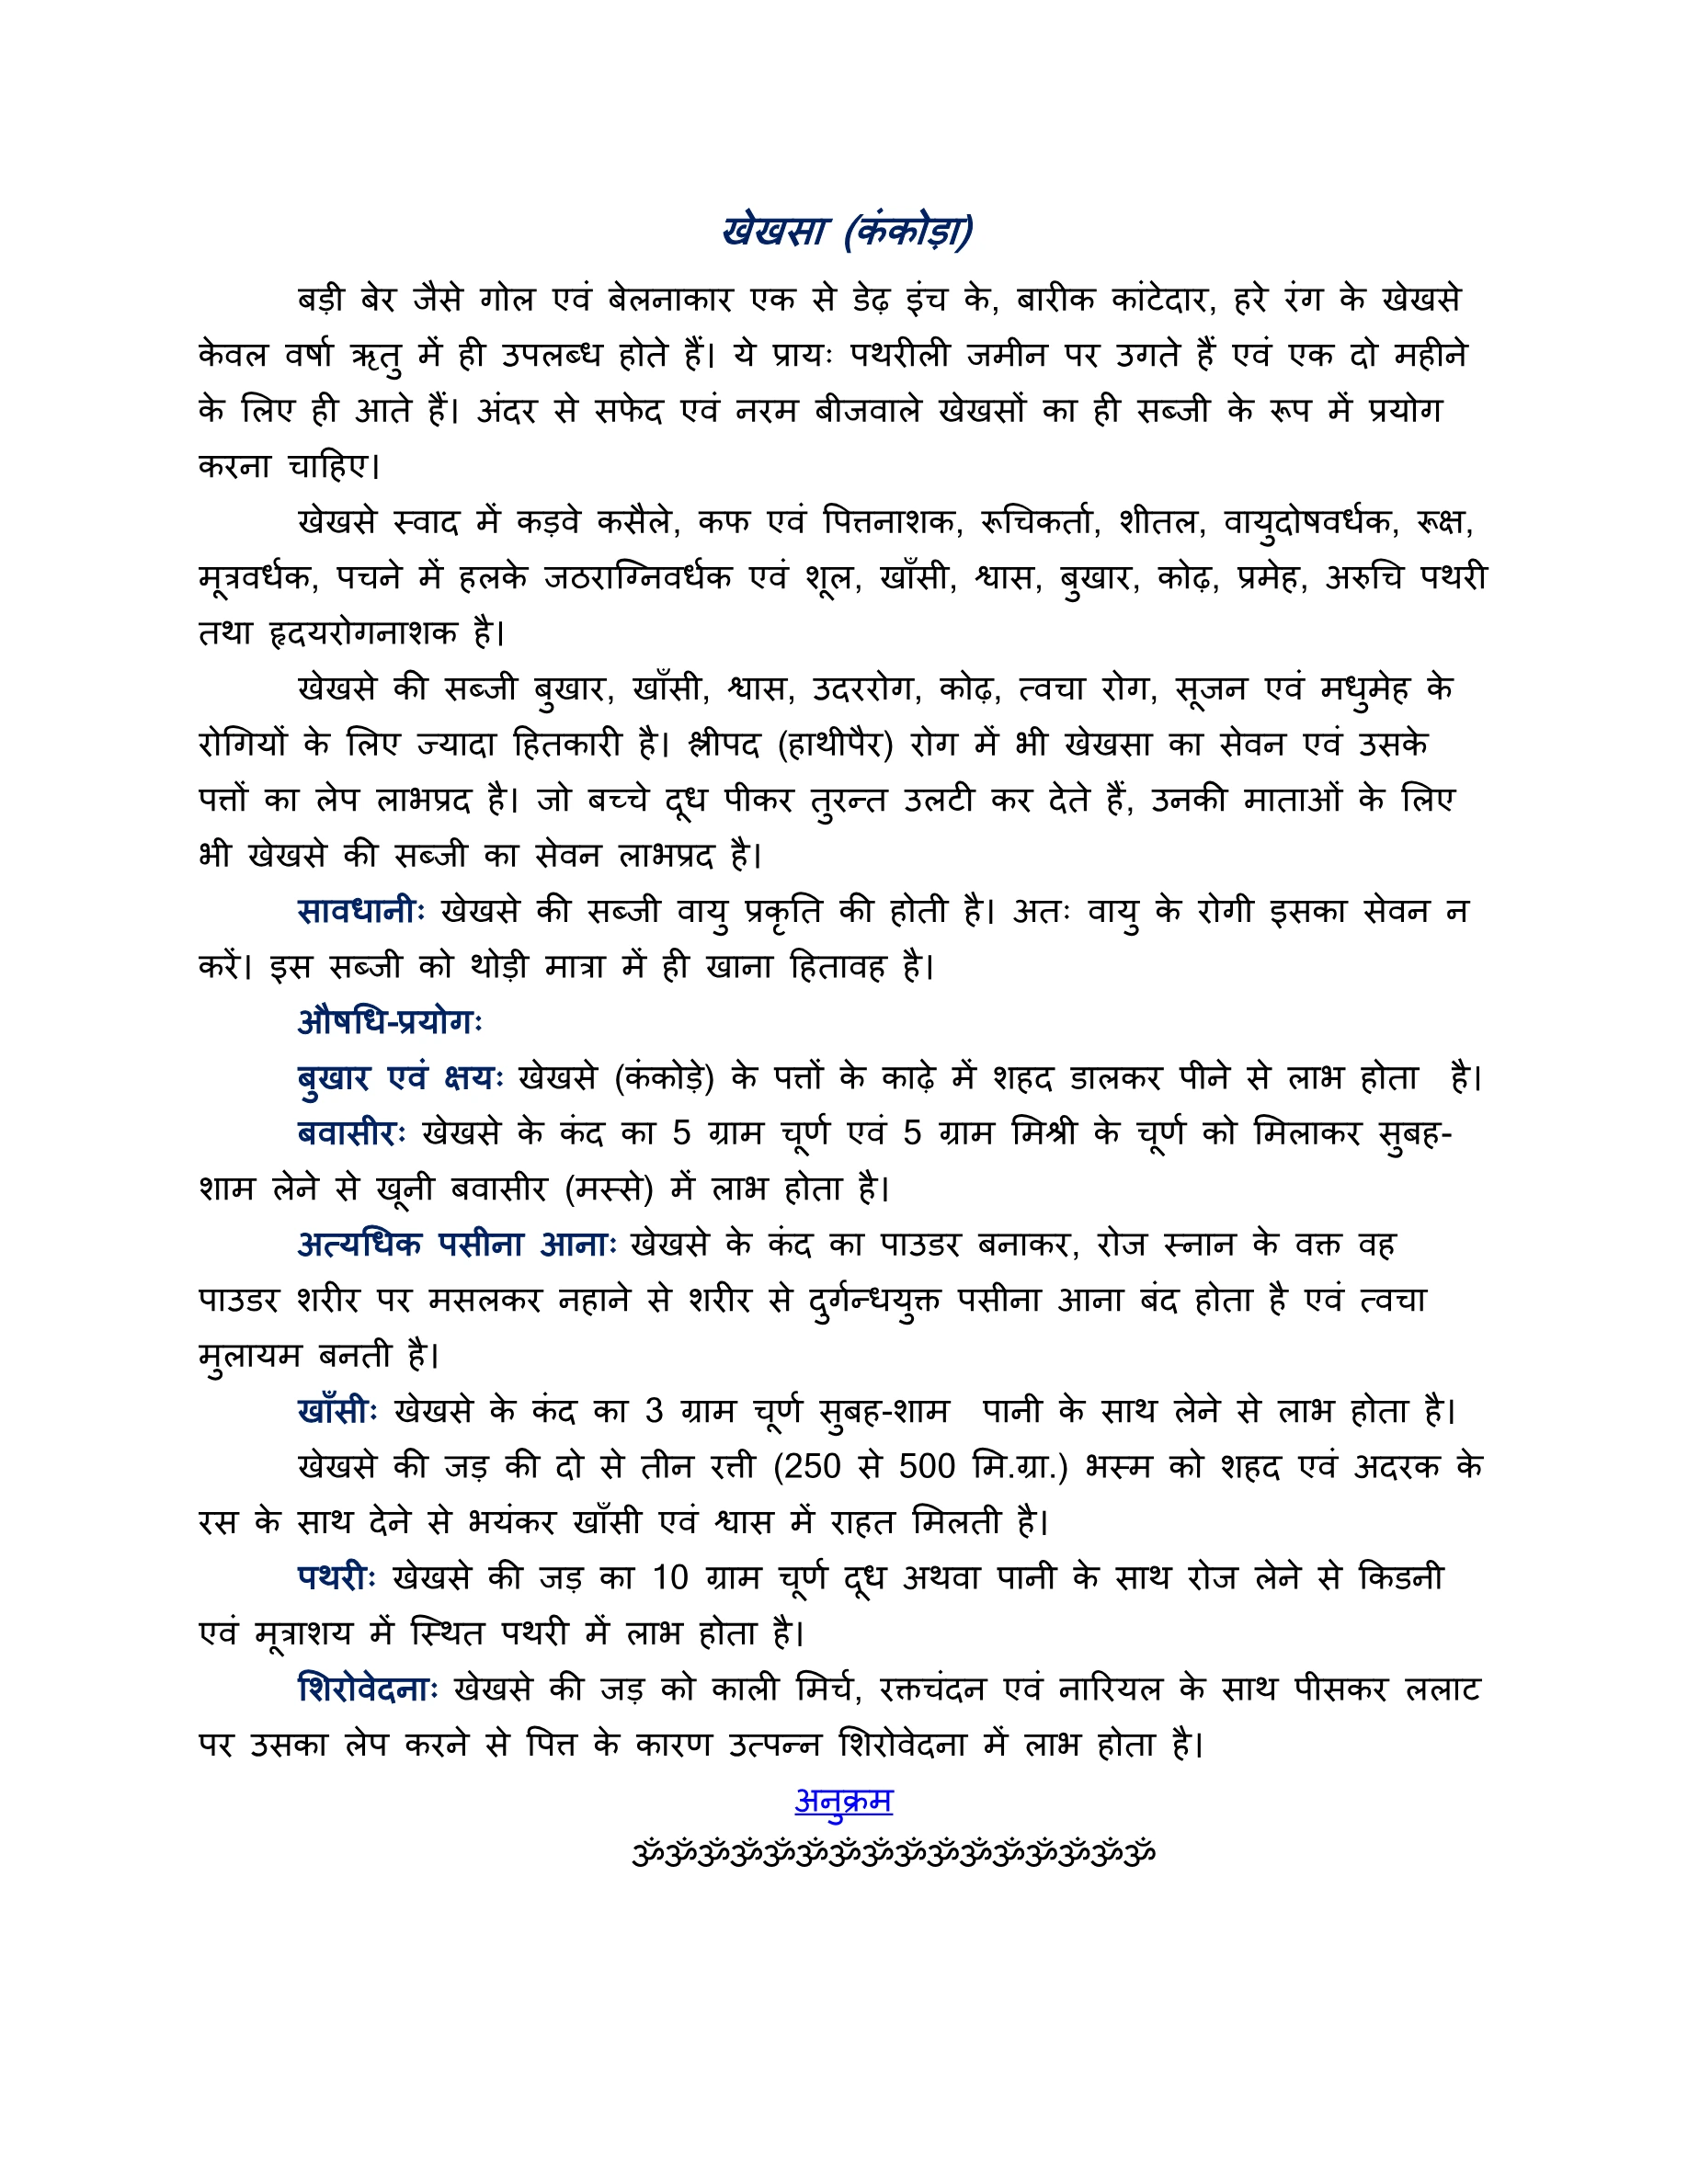 खेखसा (कंकोड़ा)
बड़ी बेर जैसे गोल एवं बेलनाकार एक से डेढ़ इंच के, बारीक कांटेदार, हरे रंग के खेखसे
केवल वर्षा ऋतु में ही उपलब्ध होते हैं। ये प्रायः पथरीली जमीन पर उगते हैं एवं एक दो महीने
के लिए ही आते हैं। अंदर से सफेद एवं नरम बीजवाले खेखसों का ही सब्जी के रूप में प्रयोग
करना चाहिए।
खेखसे स्वाद में कड़वे कसैले, कफ एवं पित्तनाशक, रूचिकर्ता, शीतल, वायुदोषवर्धक, रूक्ष,
मूत्रवर्धक, पचने में हलके जठराग्निवर्धक एवं शूल, खाँसी, श्वास, बुखार, कोढ़, प्रमेह, अरुचि पथरी
तथा हृदयरोगनाशक है।
खेखसे की सब्जी बुखार, खाँसी, श्वास, उदररोग, कोढ़, त्वचा रोग, सूजन एवं मधुमेह के
रोगियों के लिए ज्यादा हितकारी है। श्लीपद (हाथीपैर) रोग में भी खेखसा का सेवन एवं उसके
पत्तों का लेप लाभप्रद है। जो बच्चे दूध पीकर तुरन्त उलटी कर देते हैं, उनकी माताओं के लिए
भी खेखसे की सब्जी का सेवन लाभप्रद है।
सावधानीः खेखसे की सब्जी वायु प्रकृति की होती है। अतः वायु के रोगी इसका सेवन न
करें। इस सब्जी को थोड़ी मात्रा में ही खाना हितावह है।
औषधि-प्रयोगः
बुखार एवं क्षयः खेखसे (कंकोड़े) के पत्तों के काढ़े में शहद डालकर पीने से लाभ होता है।
बवासीरः खेखसे के कंद का 5 ग्राम चूर्ण एवं 5 ग्राम मिश्री के चूर्ण को मिलाकर सुबह-
शाम लेने से खूनी बवासीर (मस्से) में लाभ होता है।
अत्यधिक पसीना आनाः खेखसे के कंद का पाउडर बनाकर, रोज स्नान के वक्त वह
पाउडर शरीर पर मसलकर नहाने से शरीर से दुर्गन्धयुक्त पसीना आना बंद होता है एवं त्वचा
मुलायम बनती है।
खाँसीः खेखसे के कंद का 3 ग्राम चूर्ण सुबह-शाम पानी के साथ लेने से लाभ होता है।
खेखसे की जड़ की दो से तीन रत्ती (250 से 500 मि.ग्रा.) भस्म को शहद एवं अदरक के
रस के साथ देने से भयंकर खाँसी एवं श्वास में राहत मिलती है।
पथरीः खेखसे की जड़ का 10 ग्राम चूर्ण दूध अथवा पानी के साथ रोज लेने से किडनी
एवं मूत्राशय में स्थित पथरी में लाभ होता है।
शिरोवेदनाः खेखसे की जड़ को काली मिर्च, रक्तचंदन एवं नारियल के साथ पीसकर ललाट
पर उसका लेप करने से पित्त के कारण उत्पन्न शिरोवेदना में लाभ होता है।
अनुक्रम
ॐॐॐॐॐॐॐॐॐॐॐॐॐॐॐॐ